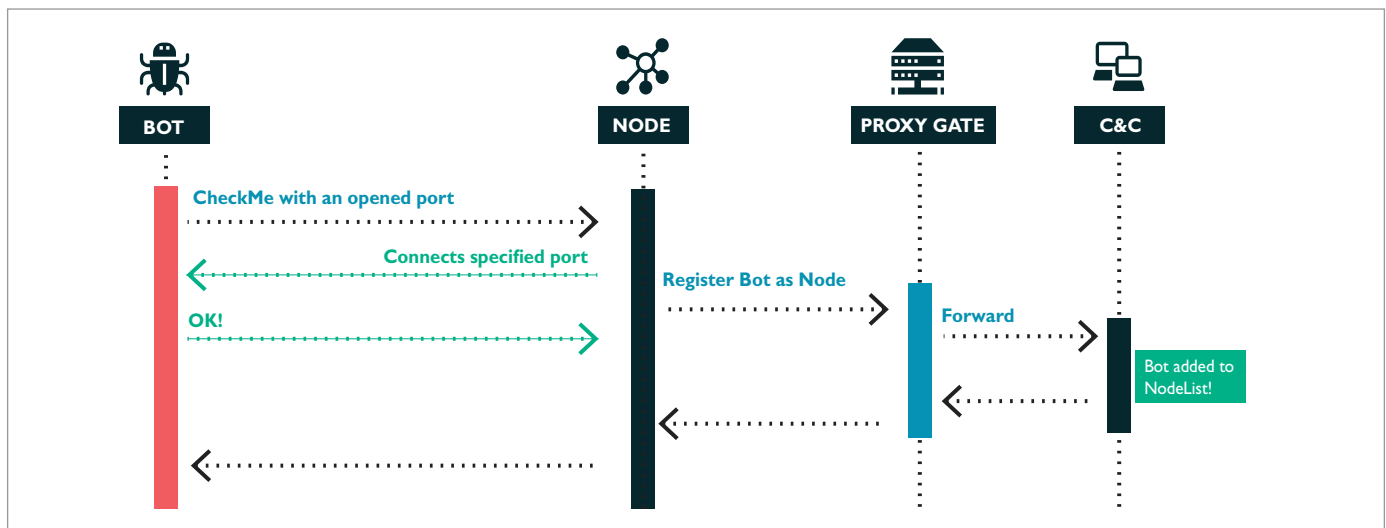 BOT
NODE
PROXY GATE
C&C
CheckMe with an opened port
Connects specified port
Register Bot as Node
OK!
Forward
Bot added to
NodeList!